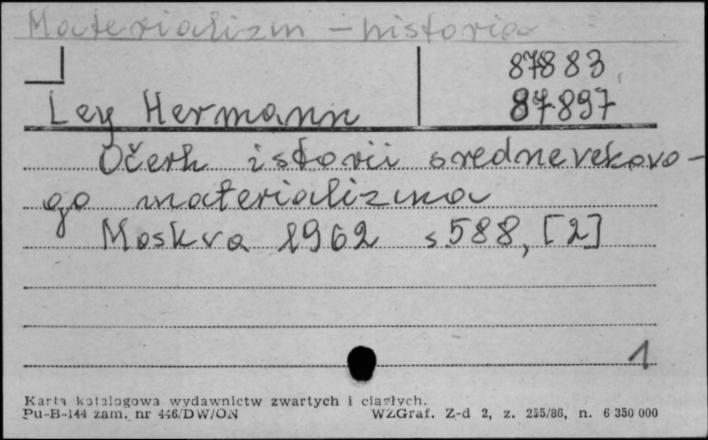 Materializm - historia
87883
Ley Hermann 87897
Očerk istorii srednevekovo-
go materializma
Moskva 1962 s 588, [2]
1
Karta katalogowa wydawnictw zwartych i ciągłych.
Pu-B-144 zam. nr 446/DW/ON WZGraf. Z-d 2, z. 255/86, n. 6 350 000